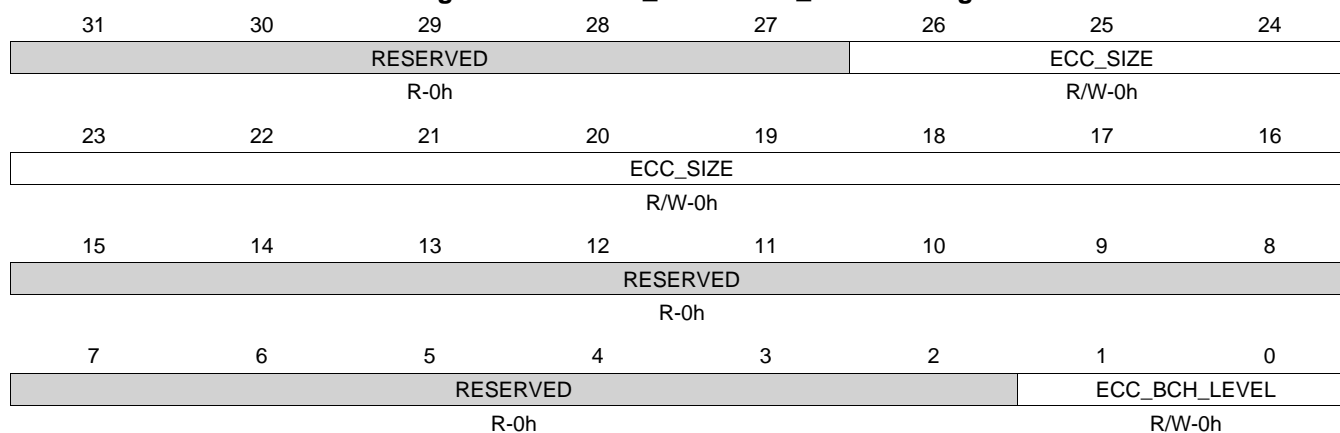 31 30 29 28 27 26 25 24
RESERVED ECC_SIZE
R-0h R/W-0h
23 22 21 20 19 18 17 16
ECC_SIZE
R/W-0h
15 14 13 12 11 10 9 8
RESERVED
R-0h
7 6 5 4 3 2 1 0
RESERVED ECC_BCH_LEVEL
R-0h R/W-0h